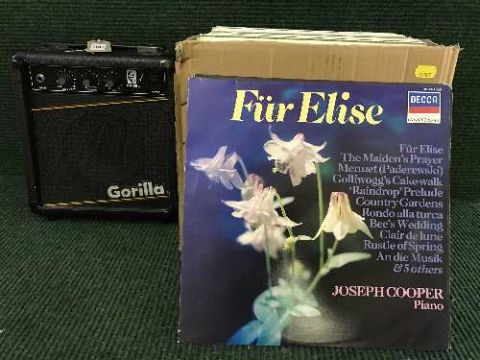 Gorilla
Für Elise
DECCA
Für Elise
The Maiden's Prayer
Menuet (Paderewski)
Golliwogg's Cake-walk
'Raindrop' Prelude
Country Gardens
Rondo alla turca
Bee's Wedding
Clair de lune
Rustle of Spring
An die Musik
& 5 others
JOSEPH COOPER
Piano